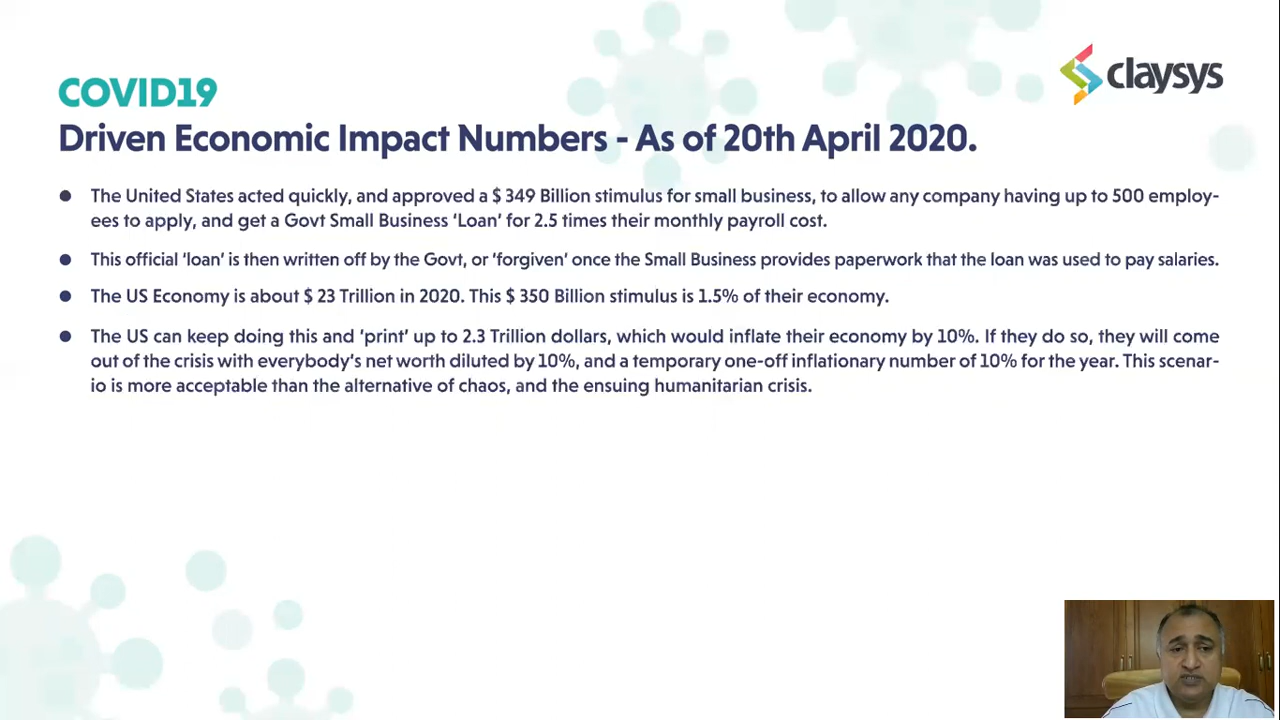 claysys
COVID19
Driven Economic Impact Numbers - As of 20th April 2020.
● The United States acted quickly, and approved a $ 349 Billion stimulus for small business, to allow any company having up to 500 employ-
ees to apply, and get a Govt Small Business ‘Loan’ for 2.5 times their monthly payroll cost.
● This official ‘loan’ is then written off by the Govt, or ‘forgiven’ once the Small Business provides paperwork that the loan was used to pay salaries.
● The US Economy is about $ 23 Trillion in 2020. This $ 350 Billion stimulus is 1.5% of their economy.
● The US can keep doing this and ‘print’ up to 2.3 Trillion dollars, which would inflate their economy by 10%. If they do so, they will come
out of the crisis with everybody‘s net worth diluted by 10%, and a temporary one-off inflationary number of 10% for the year. This scenar-
io is more acceptable than the alternative of chaos, and the ensuing humanitarian crisis.